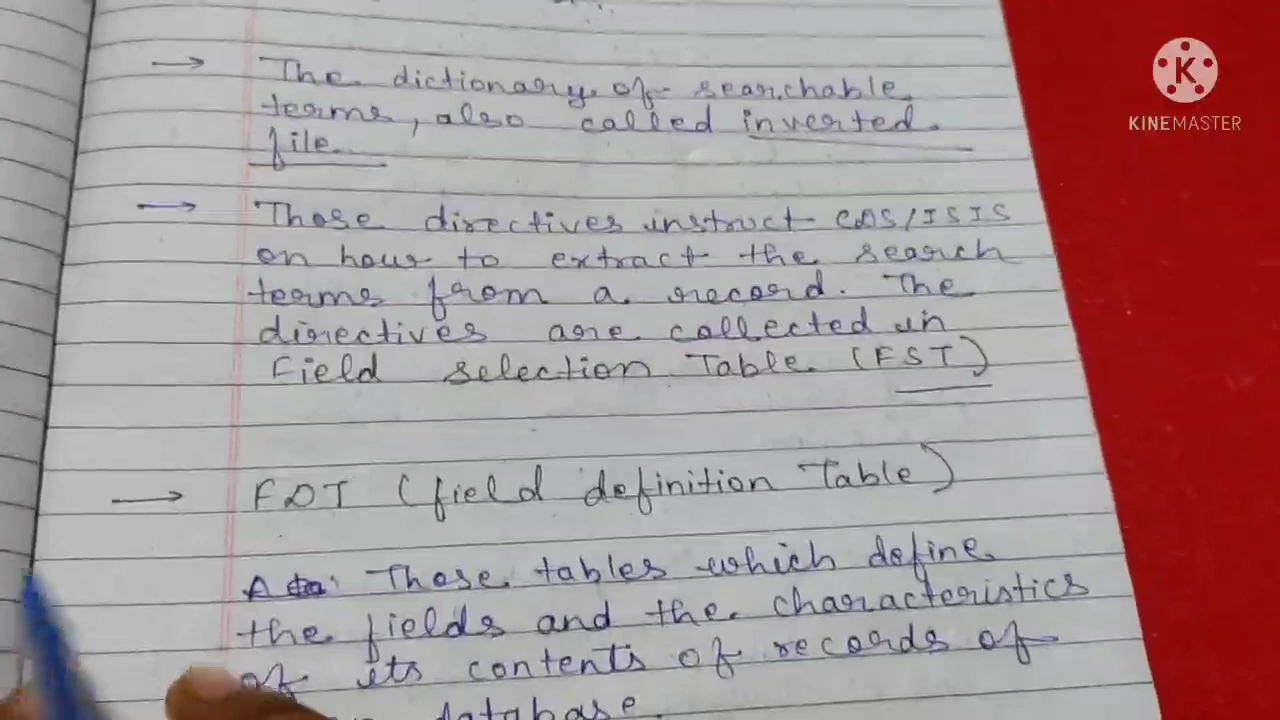 → The dictionary of searchable
terms, also called inverted
file
→ Those directives instruct CDS/ISIS
on how to extract the search
terms from a record. The
directives are collected in
Field selection Table (FST)
→ FDT (field definition Table)
Those tables which define
the fields and the characteristics
of its contents of records of
database
K
KINEMASTER